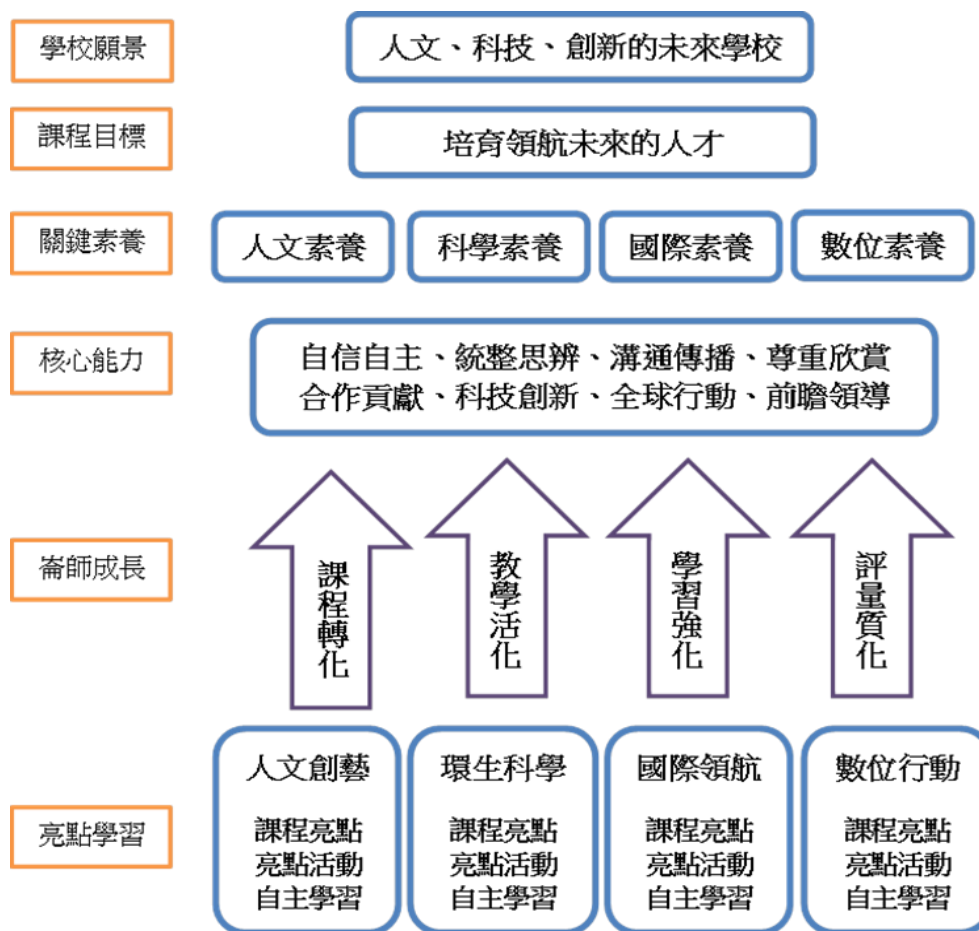 學校願景
人文、科技、創新的未來學校
課程目標
培育領航未來的人才
關鍵素養
人文素養
科學素養
國際素養
數位素養
核心能力
自信自主、統整思辨、溝通傳播、尊重欣賞
合作貢獻、科技創新、全球行動、前瞻領導
崙師成長
課程轉化
教學活化
學習強化
評量質化
亮點學習
人文創藝
課程亮點
亮點活動
自主學習
環生科學
課程亮點
亮點活動
自主學習
國際領航
課程亮點
亮點活動
自主學習
數位行動
課程亮點
亮點活動
自主學習